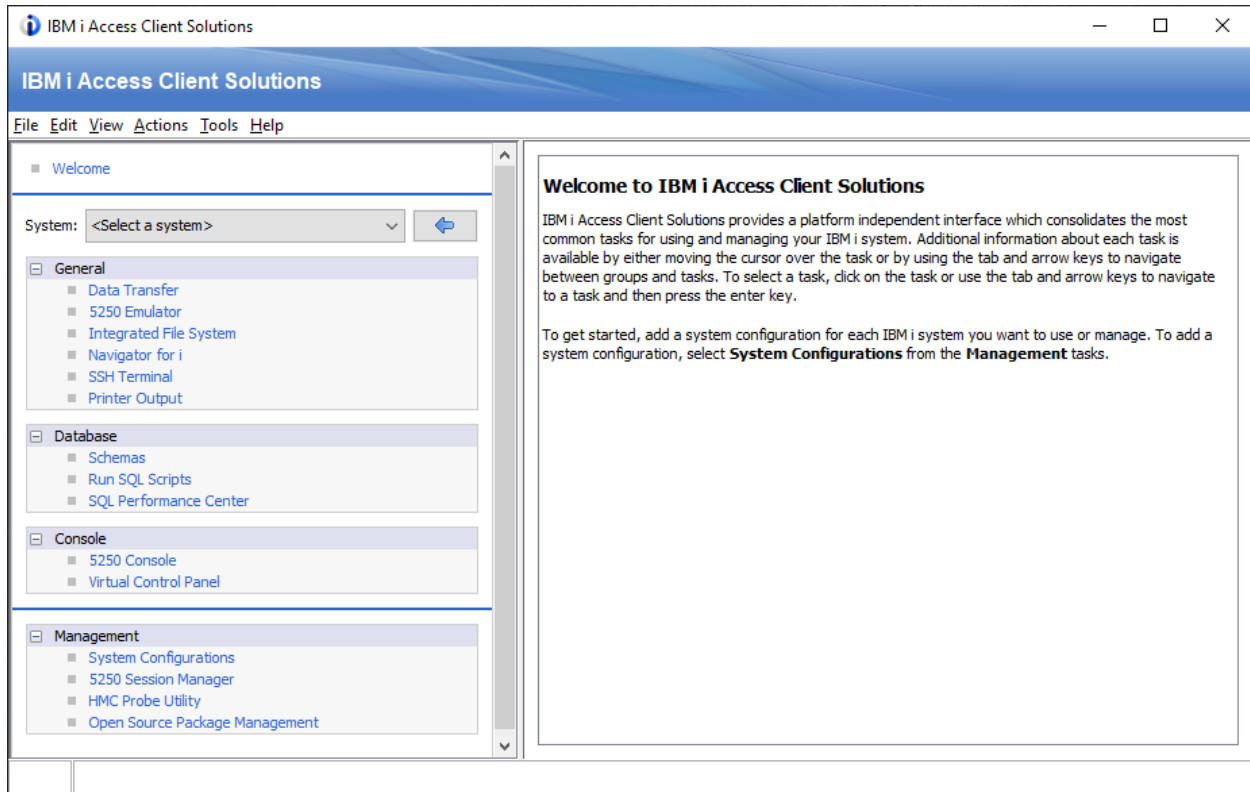 IBM i Access Client Solutions
IBM i Access Client Solutions
File Edit View Actions Tools Help
Welcome
System: <Select a system>
General
Data Transfer
5250 Emulator
Integrated File System
Navigator for i
SSH Terminal
Printer Output
Database
Schemas
Run SQL Scripts
SQL Performance Center
Console
5250 Console
Virtual Control Panel
Management
System Configurations
5250 Session Manager
HMC Probe Utility
Open Source Package Management
Welcome to IBM i Access Client Solutions
IBM i Access Client Solutions provides a platform independent interface which consolidates the most
common tasks for using and managing your IBM i system. Additional information about each task is
available by either moving the cursor over the task or by using the tab and arrow keys to navigate
between groups and tasks. To select a task, click on the task or use the tab and arrow keys to navigate
to a task and then press the enter key.
To get started, add a system configuration for each IBM i system you want to use or manage. To add a
system configuration, select System Configurations from the Management tasks.